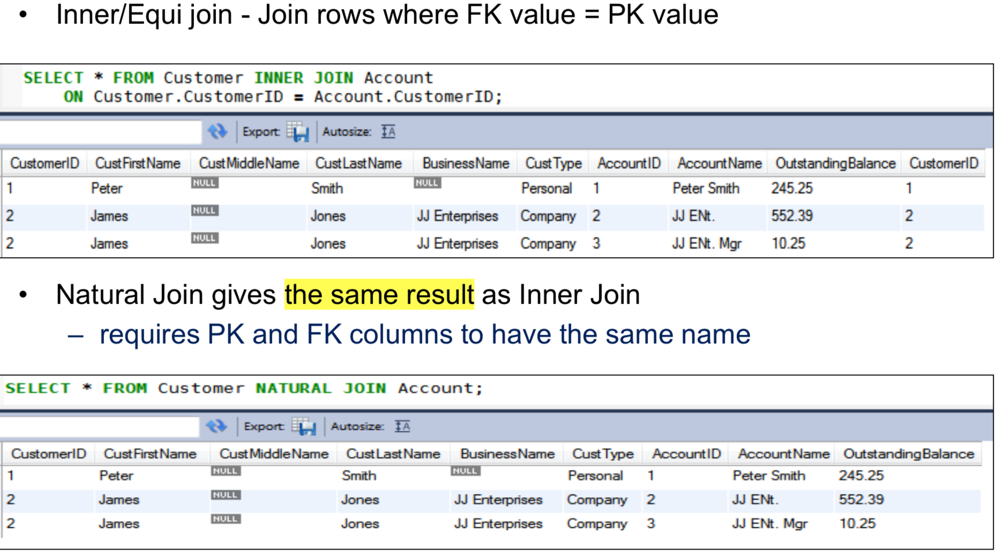 • Inner/Equi join - Join rows where FK value = PK value
SELECT * FROM Customer INNER JOIN Account
ON Customer.CustomerID = Account.CustomerID;
Export: Autosize: A
CustomerID CustFirstName CustMiddleName CustLastName BusinessName CustType AccountID AccountName OutstandingBalance CustomerID
1 Peter NULL Smith NULL Personal 1 Peter Smith 245.25 1
2 James NULL Jones JJ Enterprises Company 2 JJ ENt. 552.39 2
2 James NULL Jones JJ Enterprises Company 3 JJ ENt. Mgr 10.25 2
• Natural Join gives the same result as Inner Join
– requires PK and FK columns to have the same name
SELECT * FROM Customer NATURAL JOIN Account;
Export: Autosize: A
CustomerID CustFirstName CustMiddleName CustLastName BusinessName CustType AccountID AccountName OutstandingBalance
1 Peter NULL Smith NULL Personal 1 Peter Smith 245.25
2 James NULL Jones JJ Enterprises Company 2 JJ ENt. 552.39
2 James NULL Jones JJ Enterprises Company 3 JJ ENt. Mgr 10.25